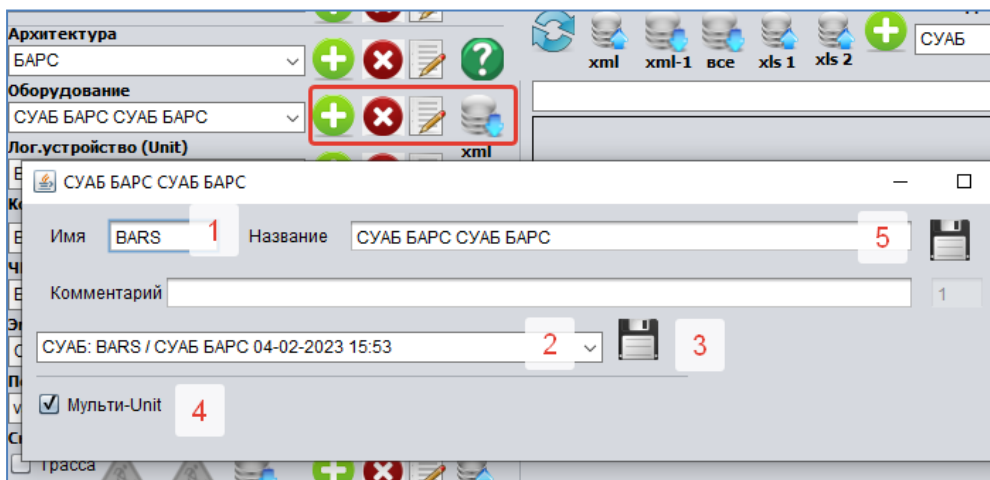 Архитектура
БАРС
xml xml-1 все xls 1 xls 2
СУАБ
Оборудование
СУАБ БАРС СУАБ БАРС
Лог.устройство (Unit)
xml
СУАБ БАРС СУАБ БАРС
Имя BARS 1 Название СУАБ БАРС СУАБ БАРС 5
Комментарий 1
СУАБ: BARS / СУАБ БАРС 04-02-2023 15:53 2 3
Мульти-Unit 4
Трасса